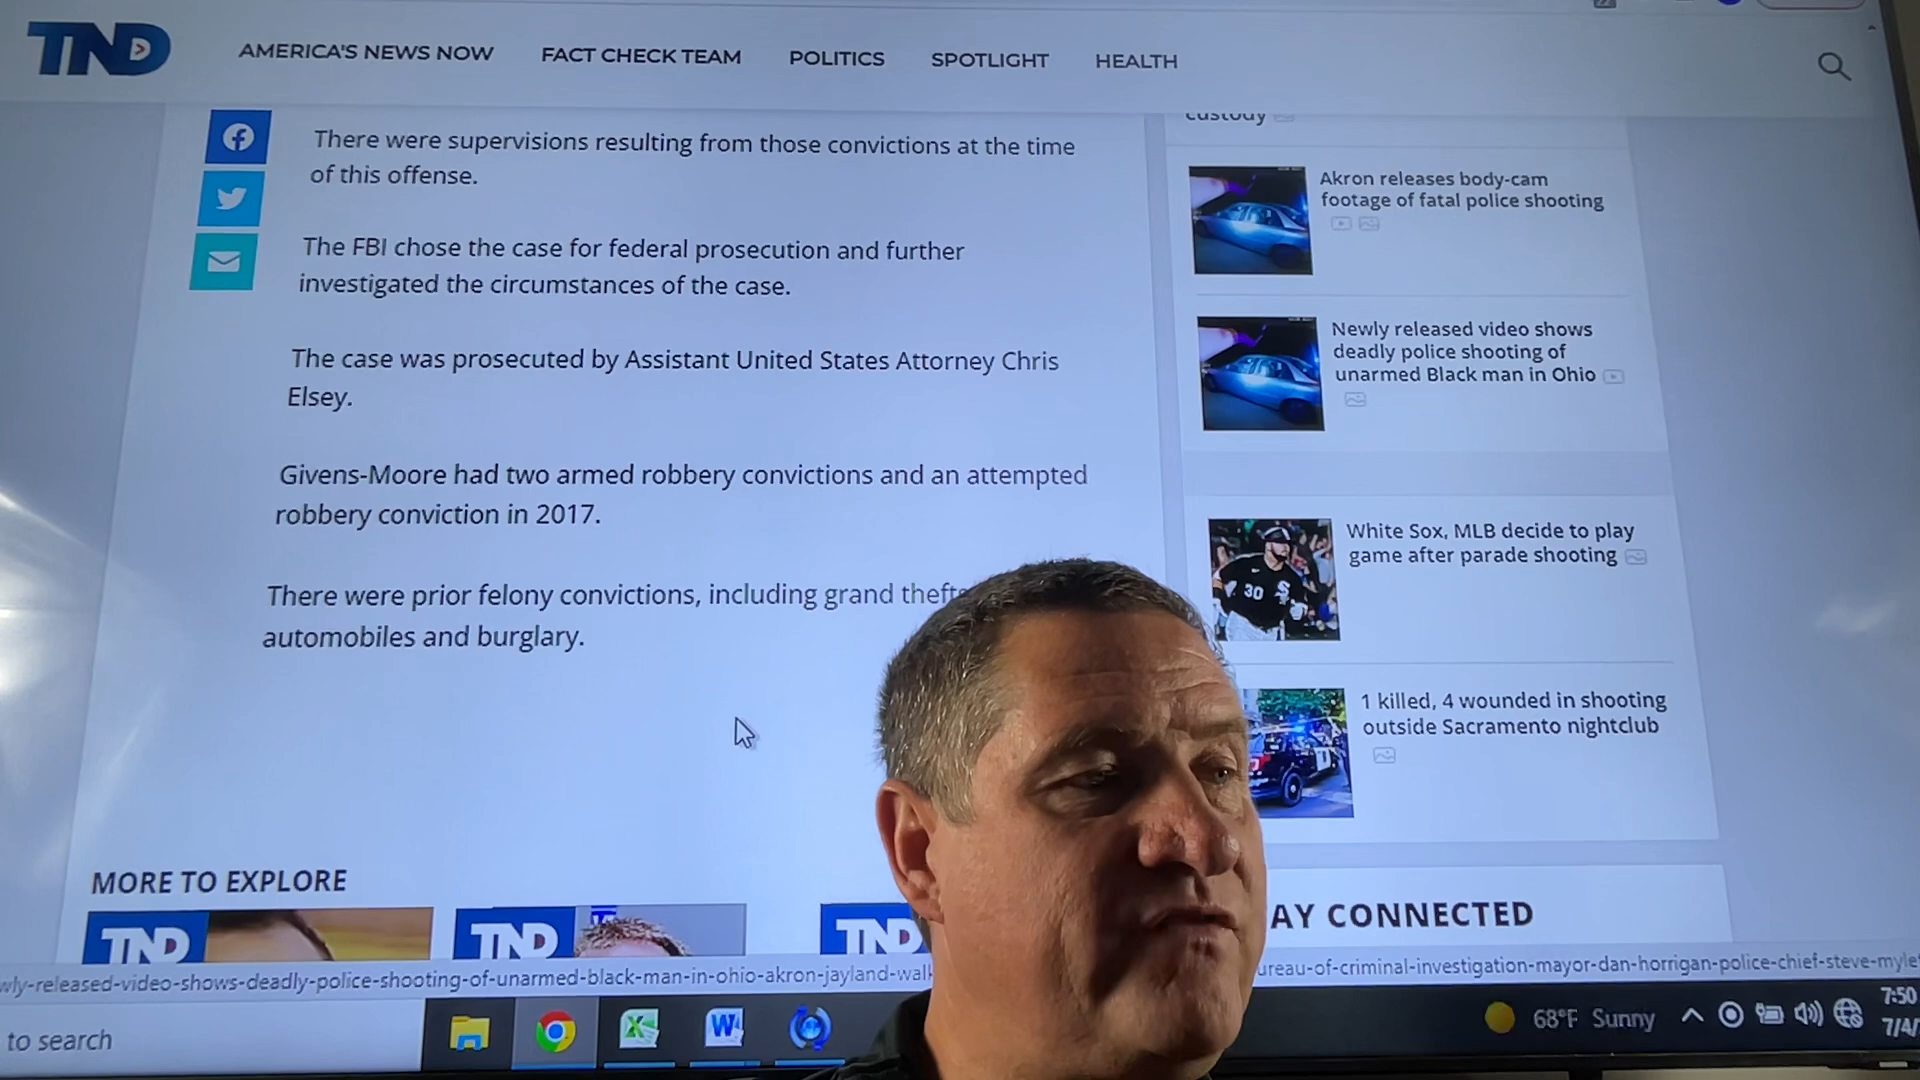 TND
AMERICA'S NEWS NOW
FACT CHECK TEAM
POLITICS
SPOTLIGHT
HEALTH
There were supervisions resulting from those convictions at the time
of this offense.
The FBI chose the case for federal prosecution and further
investigated the circumstances of the case.
The case was prosecuted by Assistant United States Attorney Chris
Elsey.
Givens-Moore had two armed robbery convictions and an attempted
robbery conviction in 2017.
There were prior felony convictions, including grand thefts
automobiles and burglary.
custody
Akron releases body-cam
footage of fatal police shooting
Newly released video shows
deadly police shooting of
unarmed Black man in Ohio
30
White Sox, MLB decide to play
game after parade shooting
1 killed, 4 wounded in shooting
outside Sacramento nightclub
MORE TO EXPLORE
TND
TND
TND
AY CONNECTED
wly-released-video-shows-deadly-police-shooting-of-unarmed-black-man-in-ohio-akron-jayland-wal
ureau-of-criminal-investigation-mayor-dan-horrigan-police-chief-steve-myle
to search
68°F Sunny
7:50
7/4/